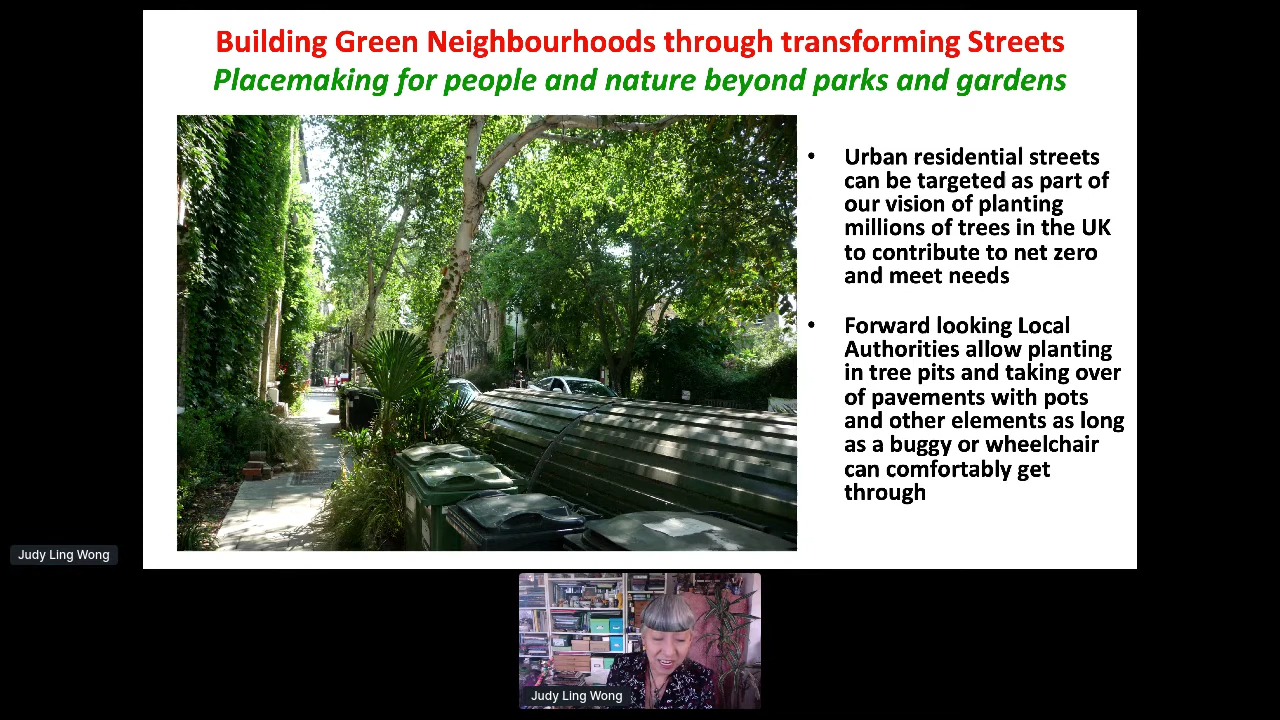 Building Green Neighbourhoods through transforming Streets
Placemaking for people and nature beyond parks and gardens
• Urban residential streets
can be targeted as part of
our vision of planting
millions of trees in the UK
to contribute to net zero
and meet needs
• Forward looking Local
Authorities allow planting
in tree pits and taking over
of pavements with pots
and other elements as long
as a buggy or wheelchair
can comfortably get
through
Judy Ling Wong
Judy Ling Wong